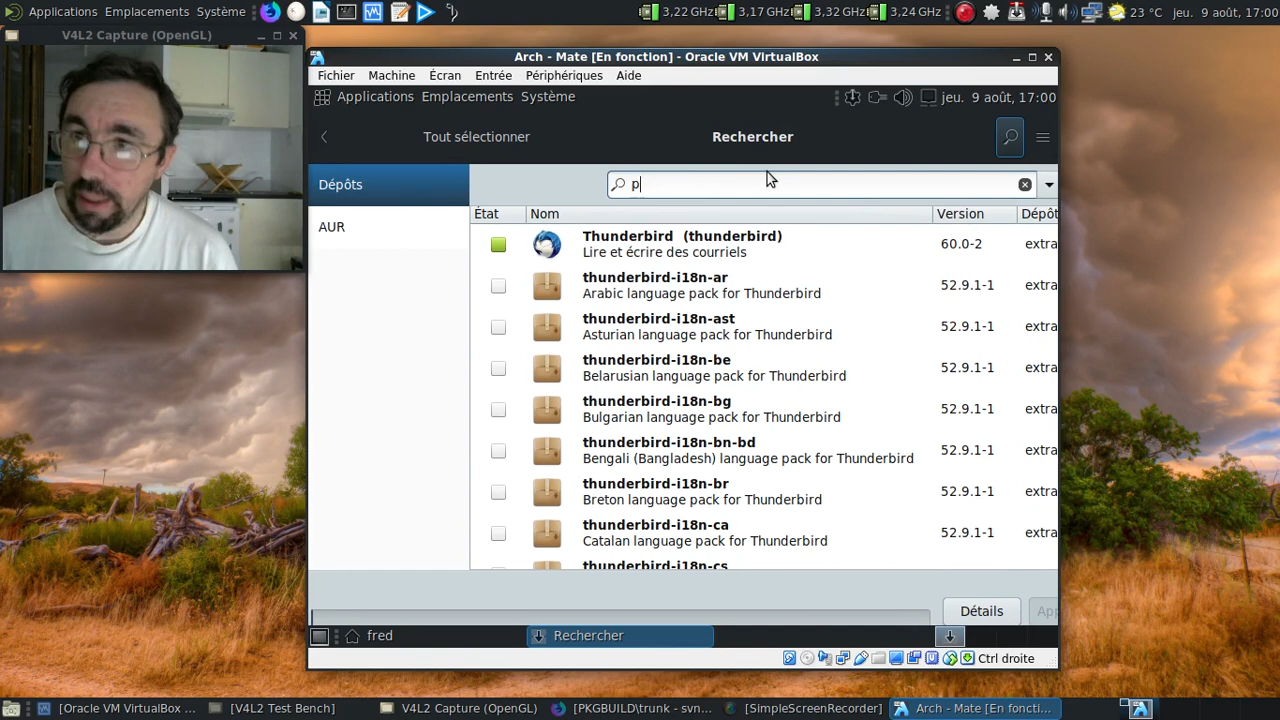 Applications Emplacements Système
3,22 GHz 3,17 GHz 3,32 GHz 3,24 GHz 23 °C jeu. 9 août, 17:00
V4L2 Capture (OpenGL)
Arch - Mate [En fonction] - Oracle VM VirtualBox
Fichier Machine Écran Entrée Périphériques Aide
Applications Emplacements Système jeu. 9 août, 17:00
Tout sélectionner Rechercher
Dépôts
AUR
p
État Nom Version Dépôt
Thunderbird (thunderbird)
Lire et écrire des courriels
60.0-2 extra
thunderbird-i18n-ar
Arabic language pack for Thunderbird
52.9.1-1 extra
thunderbird-i18n-ast
Asturian language pack for Thunderbird
52.9.1-1 extra
thunderbird-i18n-be
Belarusian language pack for Thunderbird
52.9.1-1 extra
thunderbird-i18n-bg
Bulgarian language pack for Thunderbird
52.9.1-1 extra
thunderbird-i18n-bn-bd
Bengali (Bangladesh) language pack for Thunderbird
52.9.1-1 extra
thunderbird-i18n-br
Breton language pack for Thunderbird
52.9.1-1 extra
thunderbird-i18n-ca
Catalan language pack for Thunderbird
52.9.1-1 extra
thunderbird-i18n-cs
Détails App
fred Rechercher
Ctrl droite
[Oracle VM VirtualBox ... [V4L2 Test Bench] V4L2 Capture (OpenGL) [PKGBUILD\trunk - svn... [SimpleScreenRecorder] Arch - Mate [En foncti...